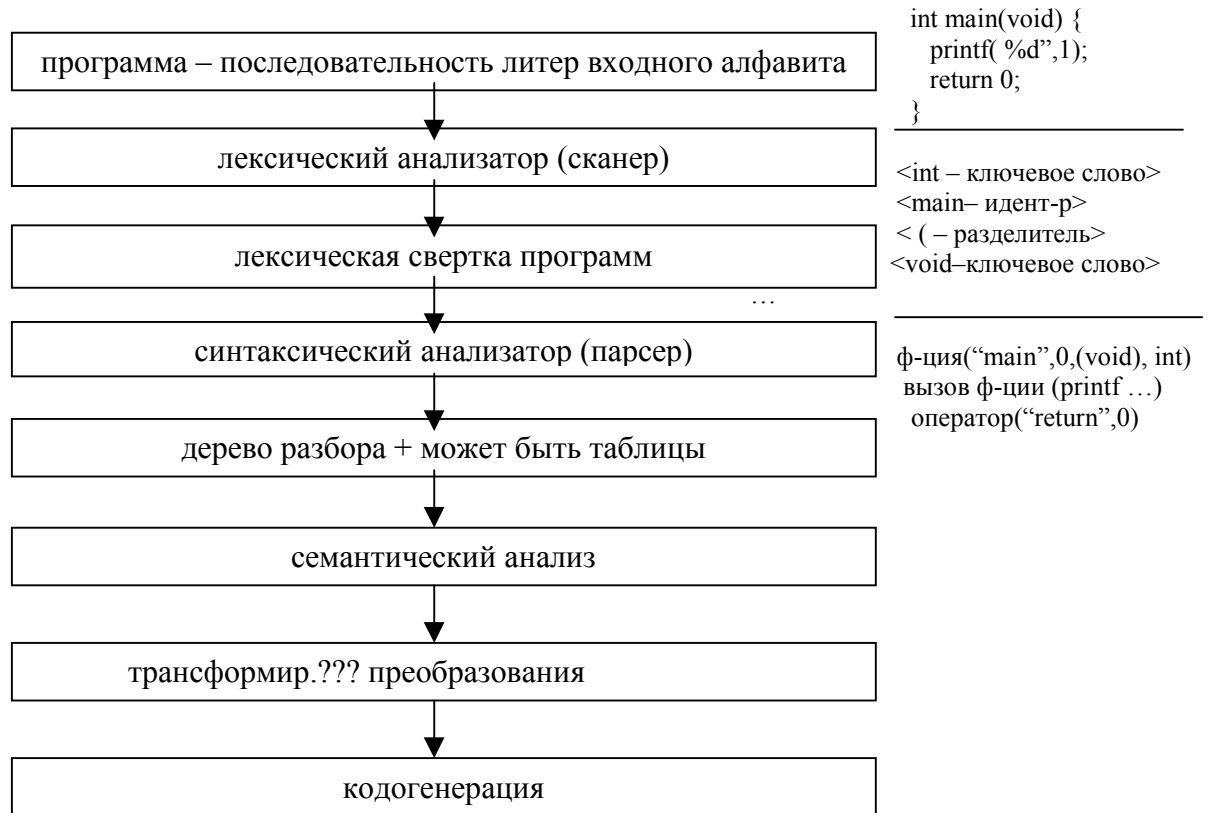 int main(void) {
printf( %d”,1);
return 0;
}
программа – последовательность литер входного алфавита
лексический анализатор (сканер)
<int – ключевое слово>
<main– идент-р>
< ( – разделитель>
<void–ключевое слово>
лексическая свертка программ
…
синтаксический анализатор (парсер)
ф-ция(“main”,0,(void), int)
вызов ф-ции (printf …)
оператор(“return”,0)
дерево разбора + может быть таблицы
семантический анализ
трансформир.??? преобразования
кодогенерация